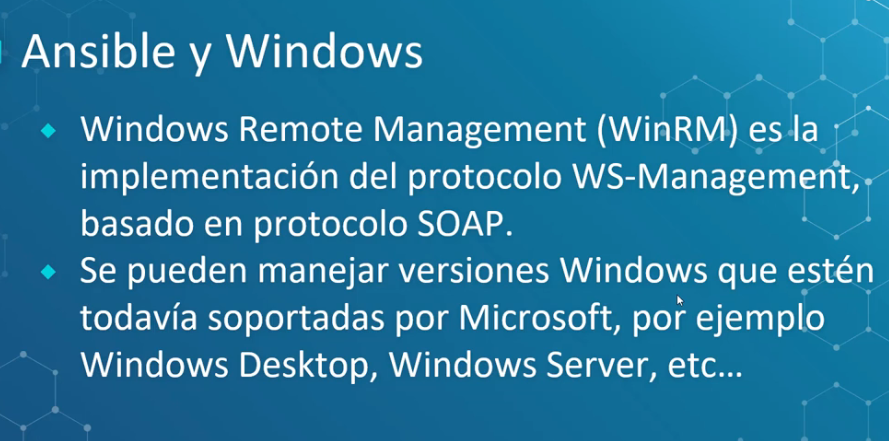 Ansible y Windows
Windows Remote Management (WinRM) es la
implementación del protocolo WS-Management,
basado en protocolo SOAP.
Se pueden manejar versiones Windows que estén
todavía soportadas por Microsoft, por ejemplo
Windows Desktop, Windows Server, etc...